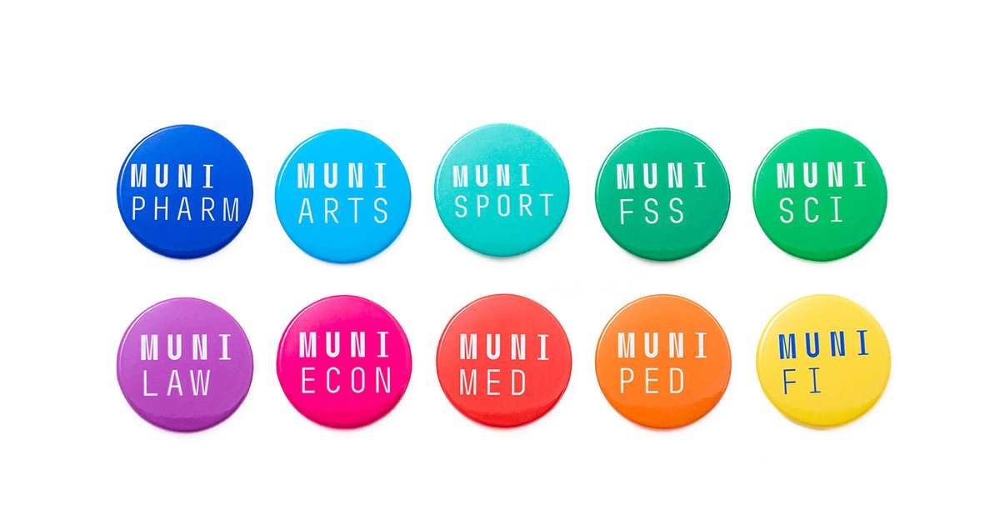 MUNI
PHARM
MUNI
ARTS
MUNI
SPORT
MUNI
FSS
MUNI
SCI
MUNI
LAW
MUNI
ECON
MUNI
MED
MUNI
PED
MUNI
FI